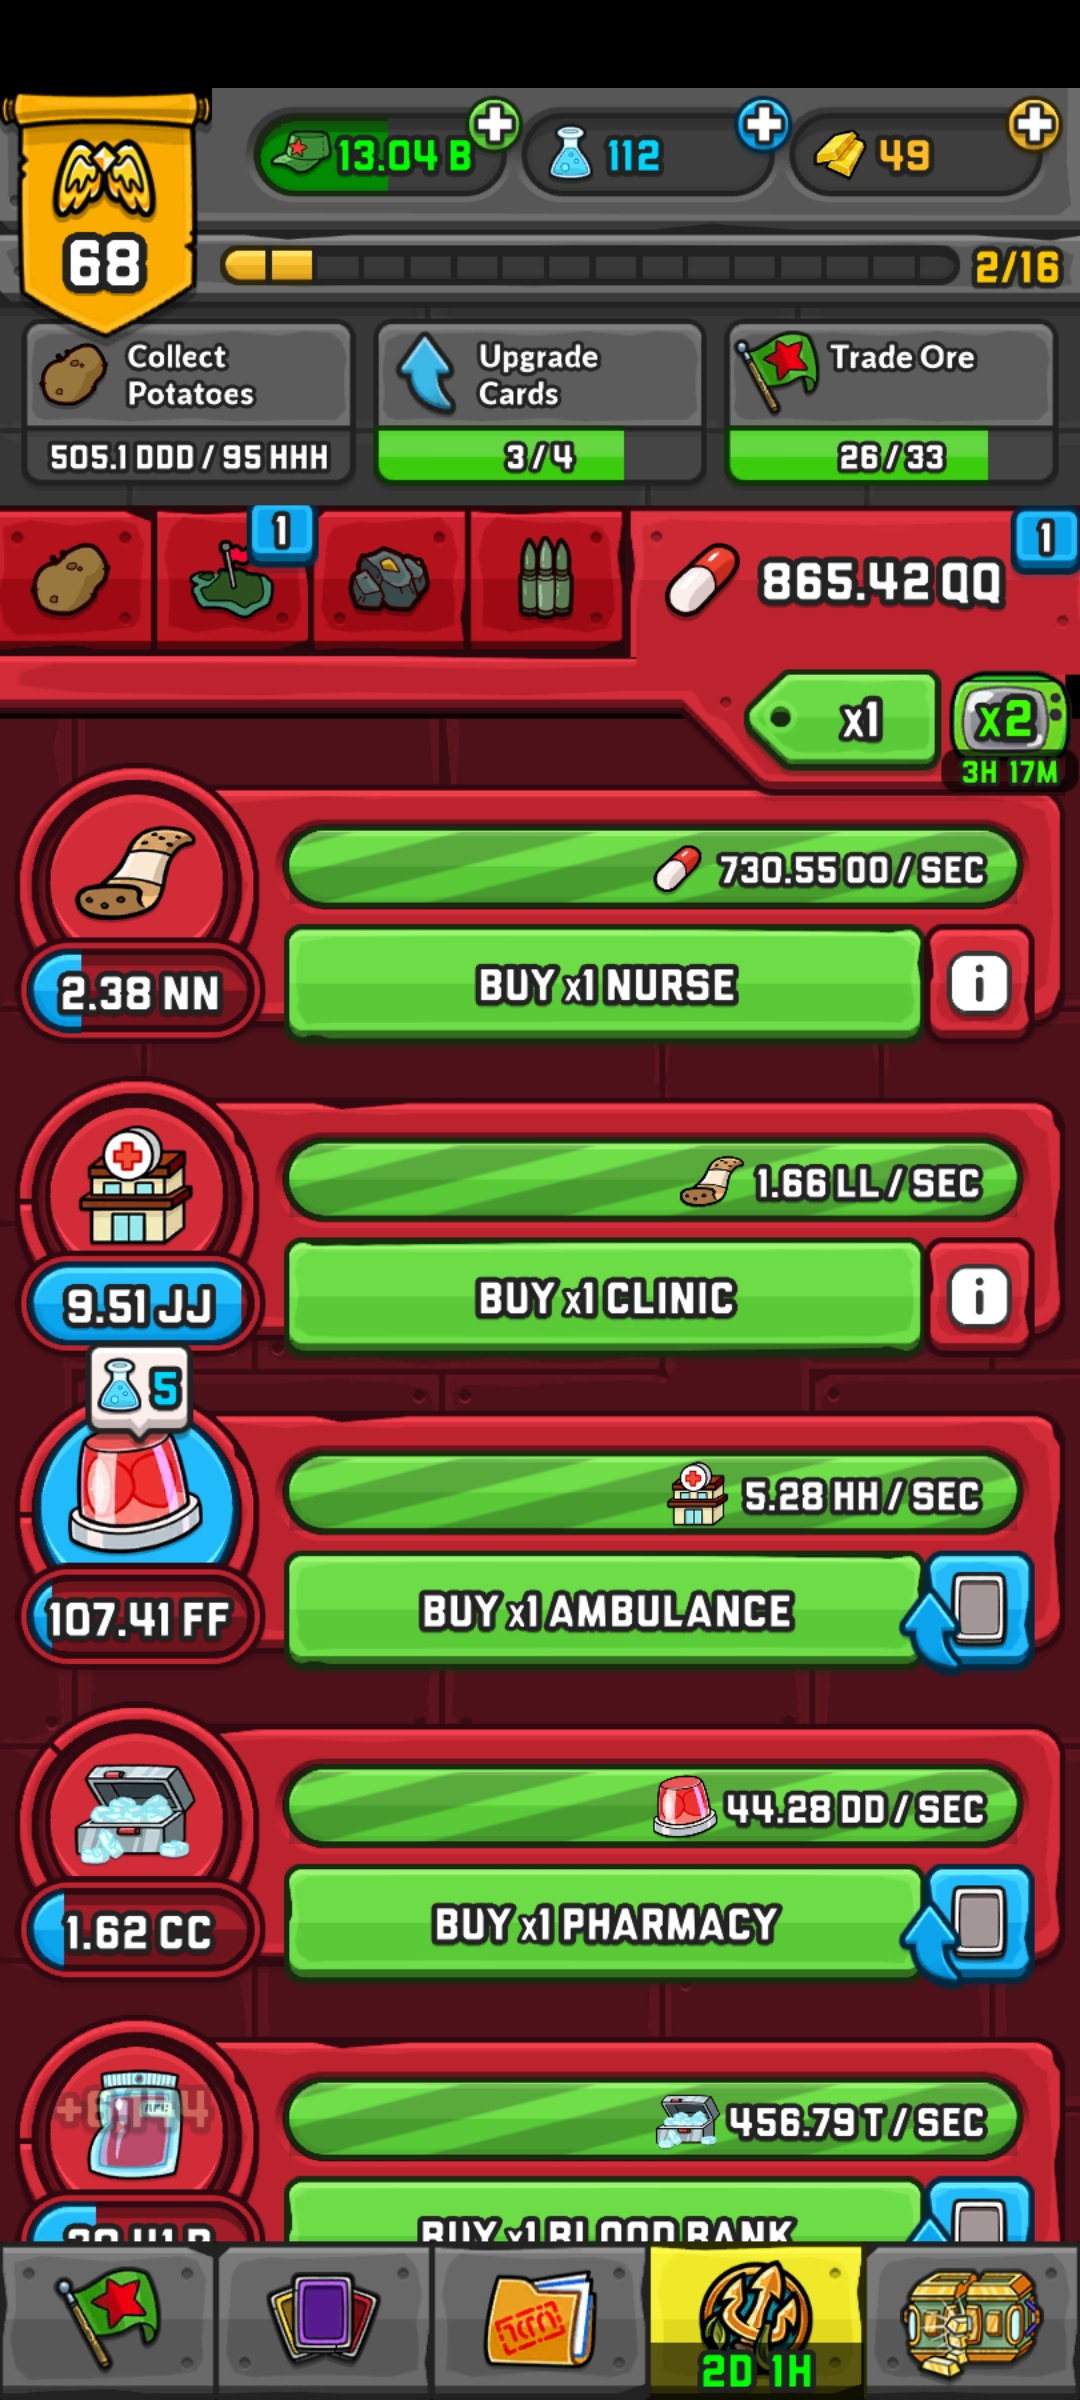 13.04 B
112
49
68
2/16
Collect
Potatoes
505.1 DDD / 95 HHH
Upgrade
Cards
3/4
Trade Ore
26/33
1
865.42 QQ
1
x1
x2
3H 17M
730.55 OO / SEC
2.38 NN
BUY x1 NURSE
i
1.66 LL / SEC
9.51 JJ
BUY x1 CLINIC
i
5
5.28 HH / SEC
107.41 FF
BUY x1 AMBULANCE
44.28 DD / SEC
1.62 CC
BUY x1 PHARMACY
456.79 T / SEC
BUY x1 BLOOD BANK
2D 1H